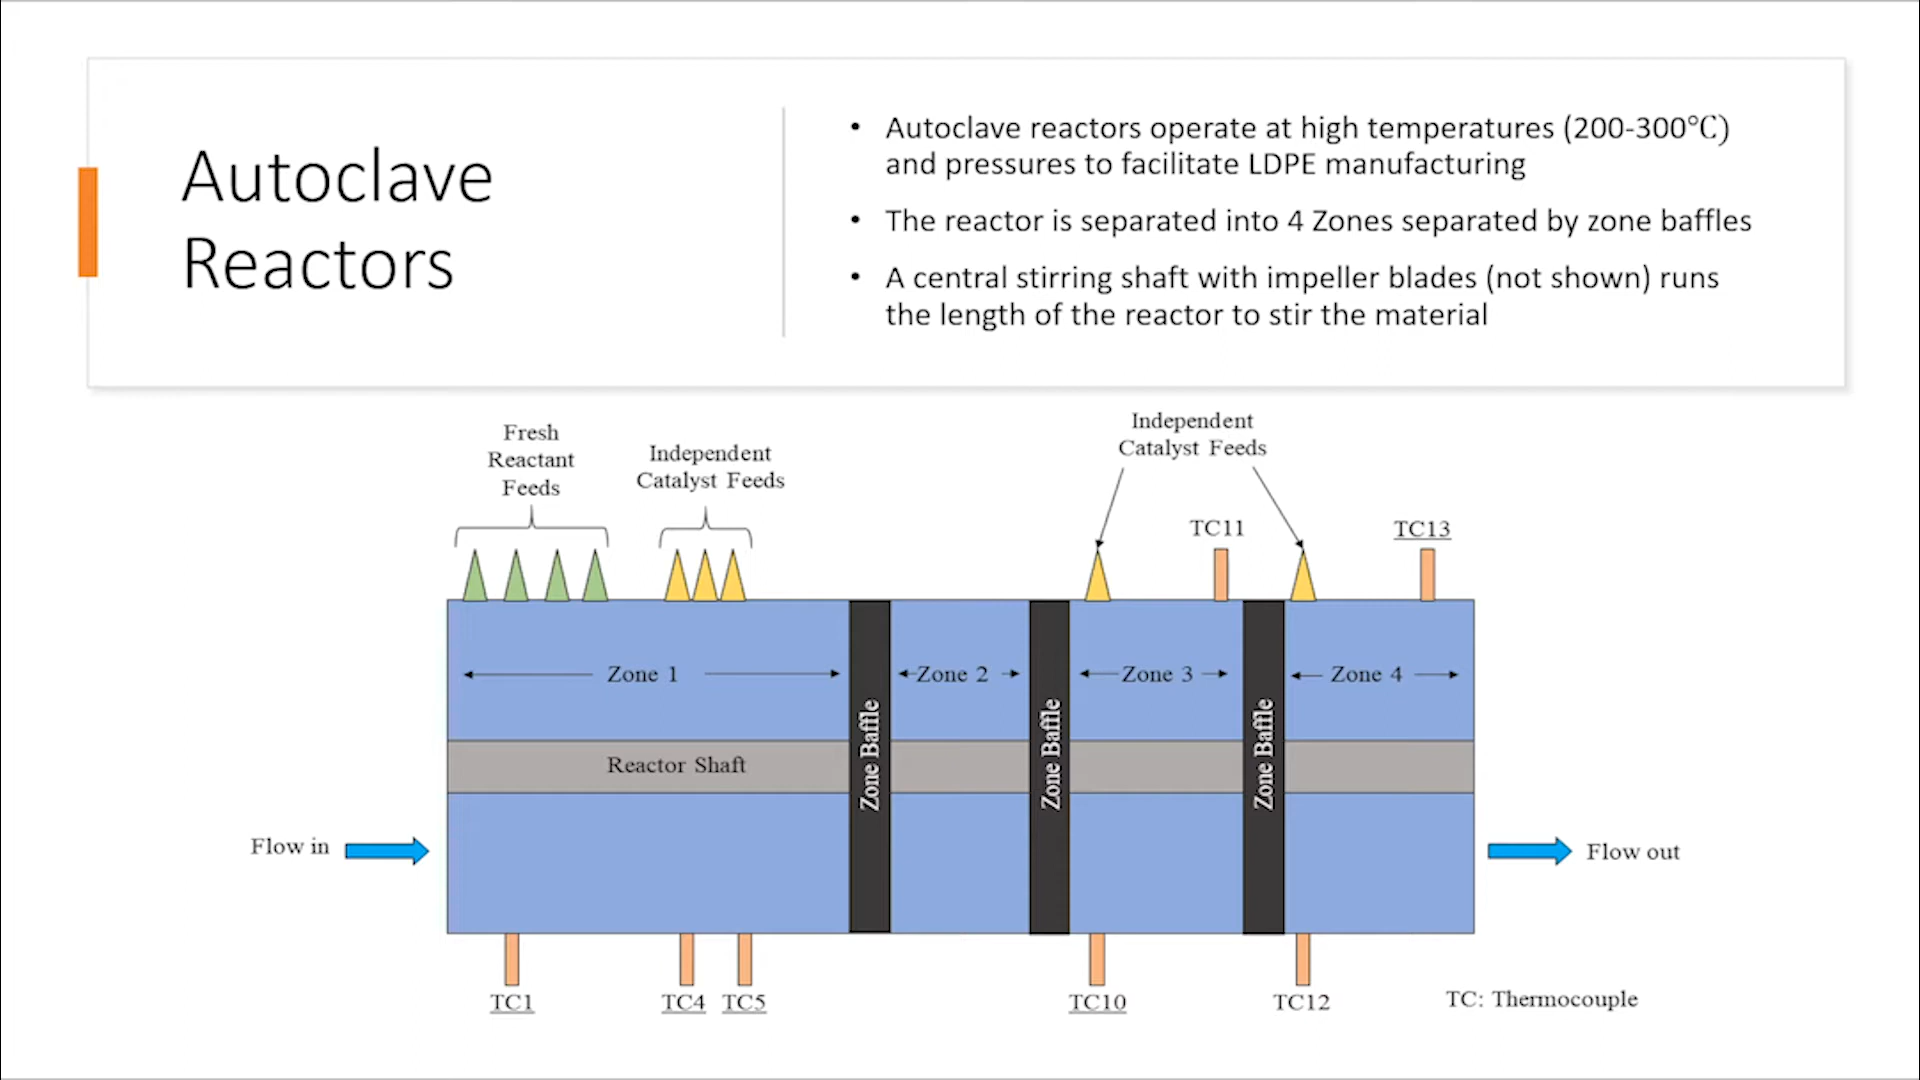 Autoclave
Reactors
• Autoclave reactors operate at high temperatures (200-300℃)
and pressures to facilitate LDPE manufacturing
• The reactor is separated into 4 Zones separated by zone baffles
• A central stirring shaft with impeller blades (not shown) runs
the length of the reactor to stir the material
Fresh
Reactant
Feeds
Independent
Catalyst Feeds
Independent
Catalyst Feeds
TC11
TC13
Zone 1
Zone 2
Zone 3
Zone 4
Reactor Shaft
Zone Baffle
Zone Baffle
Zone Baffle
Flow in
Flow out
TC1
TC4
TC5
TC10
TC12
TC: Thermocouple